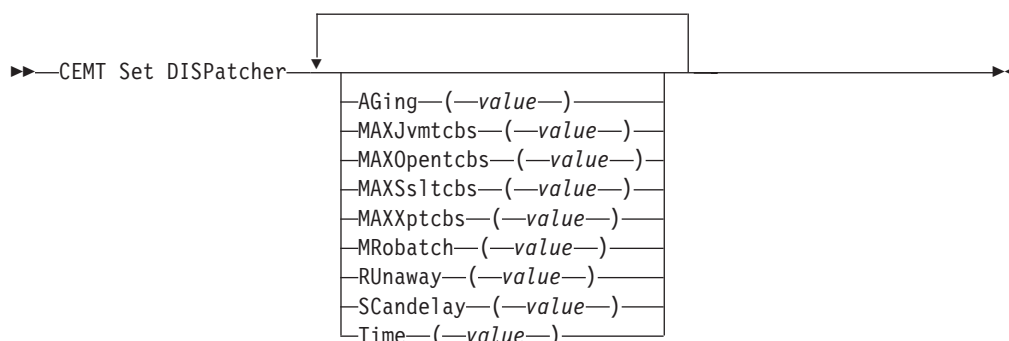 CEMT Set DISPatcher
AGing ( value )
MAXJvmtcbs ( value )
MAXOpentcbs ( value )
MAXSsltcbs ( value )
MAXXptcbs ( value )
MRobatch ( value )
RUnaway ( value )
SCandelay ( value )
Time ( value )